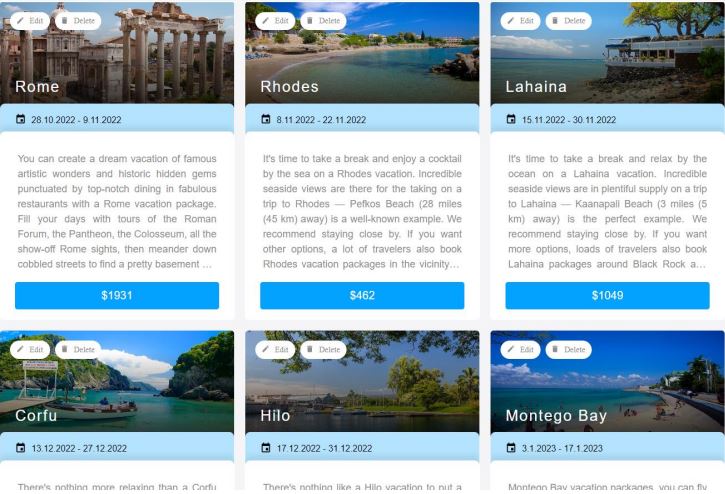 Edit Delete
Edit Delete
Edit Delete
Rome
Rhodes
Lahaina
28.10.2022 - 9.11.2022
8.11.2022 - 22.11.2022
15.11.2022 - 30.11.2022
You can create a dream vacation of famous
artistic wonders and historic hidden gems
punctuated by top-notch dining in fabulous
restaurants with a Rome vacation package.
Fill your days with tours of the Roman
Forum, the Pantheon, the Colosseum, all the
show-off Rome sights, then meander down
cobbled streets to find a pretty basement ...
It's time to take a break and enjoy a cocktail
by the sea on a Rhodes vacation. Incredible
seaside views are there for the taking on a
trip to Rhodes — Pefkos Beach (28 miles
(45 km) away) is a well-known example. We
recommend staying close by. If you want
other options, a lot of travelers also book
Rhodes vacation packages in the vicinity...
It's time to take a break and relax by the
ocean on a Lahaina vacation. Incredible
seaside views are in plentiful supply on a trip
to Lahaina — Kaanapali Beach (3 miles (5
km) away) is the perfect example. We
recommend staying close by. If you want
more options, loads of travelers also book
Lahaina packages around Black Rock a...
$1931
$462
$1049
Edit Delete
Edit Delete
Edit Delete
Corfu
Hilo
Montego Bay
13.12.2022 - 27.12.2022
17.12.2022 - 31.12.2022
3.1.2023 - 17.1.2023
There's nothing more relaxing than a Corfu
There's nothing like a Hilo vacation to put a
Montego Bay vacation packages, you can fly